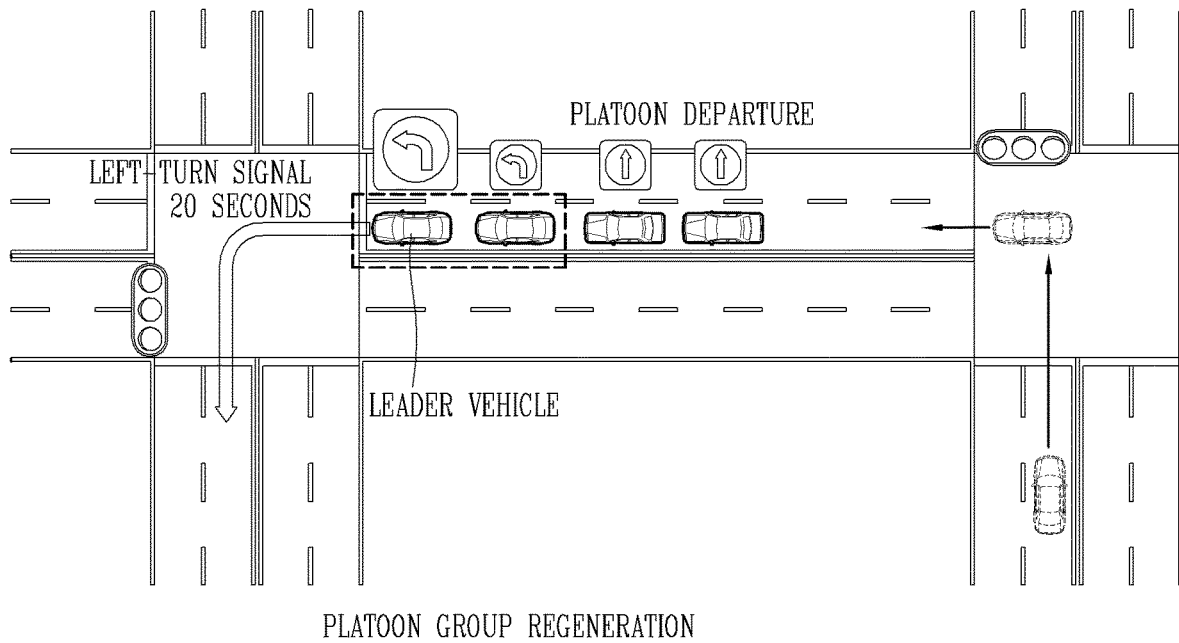 PLATOON DEPARTURE
LEFT-TURN SIGNAL
20 SECONDS
LEADER VEHICLE
PLATOON GROUP REGENERATION